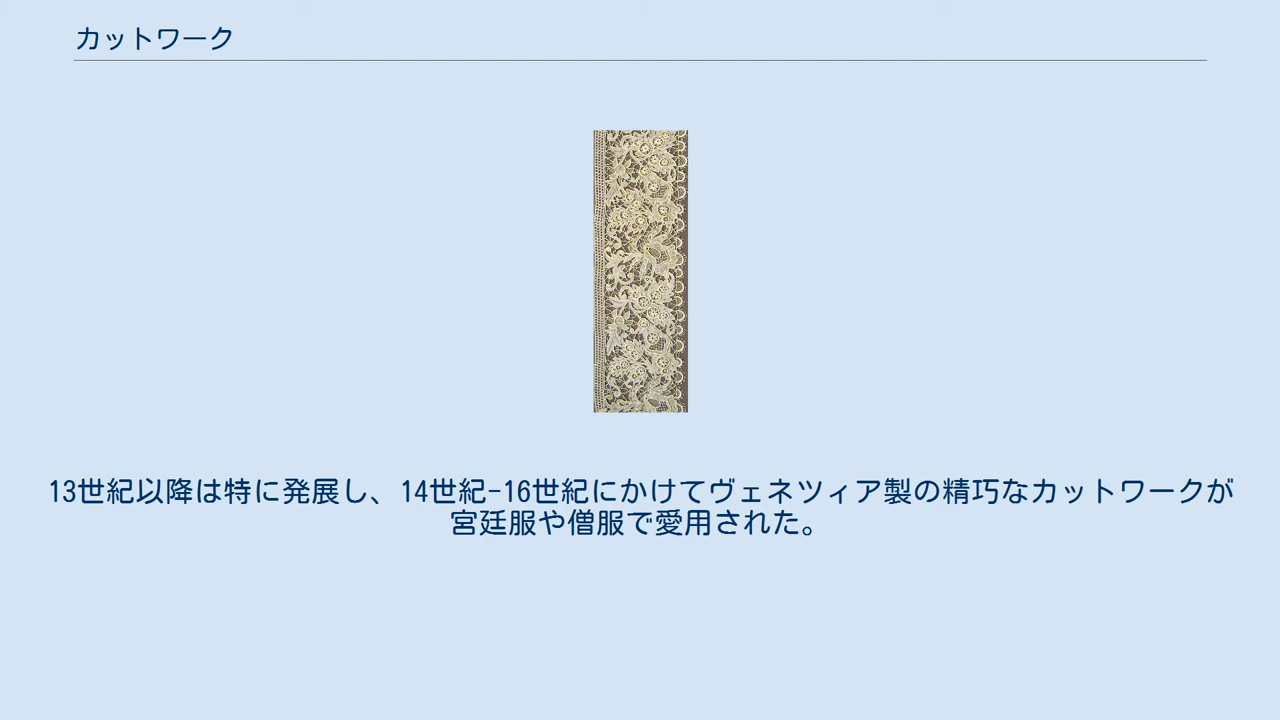 カットワーク
13世紀以降は特に発展し、14世紀-16世紀にかけてヴェネツィア製の精巧なカットワークが
宮廷服や僧服で愛用された。